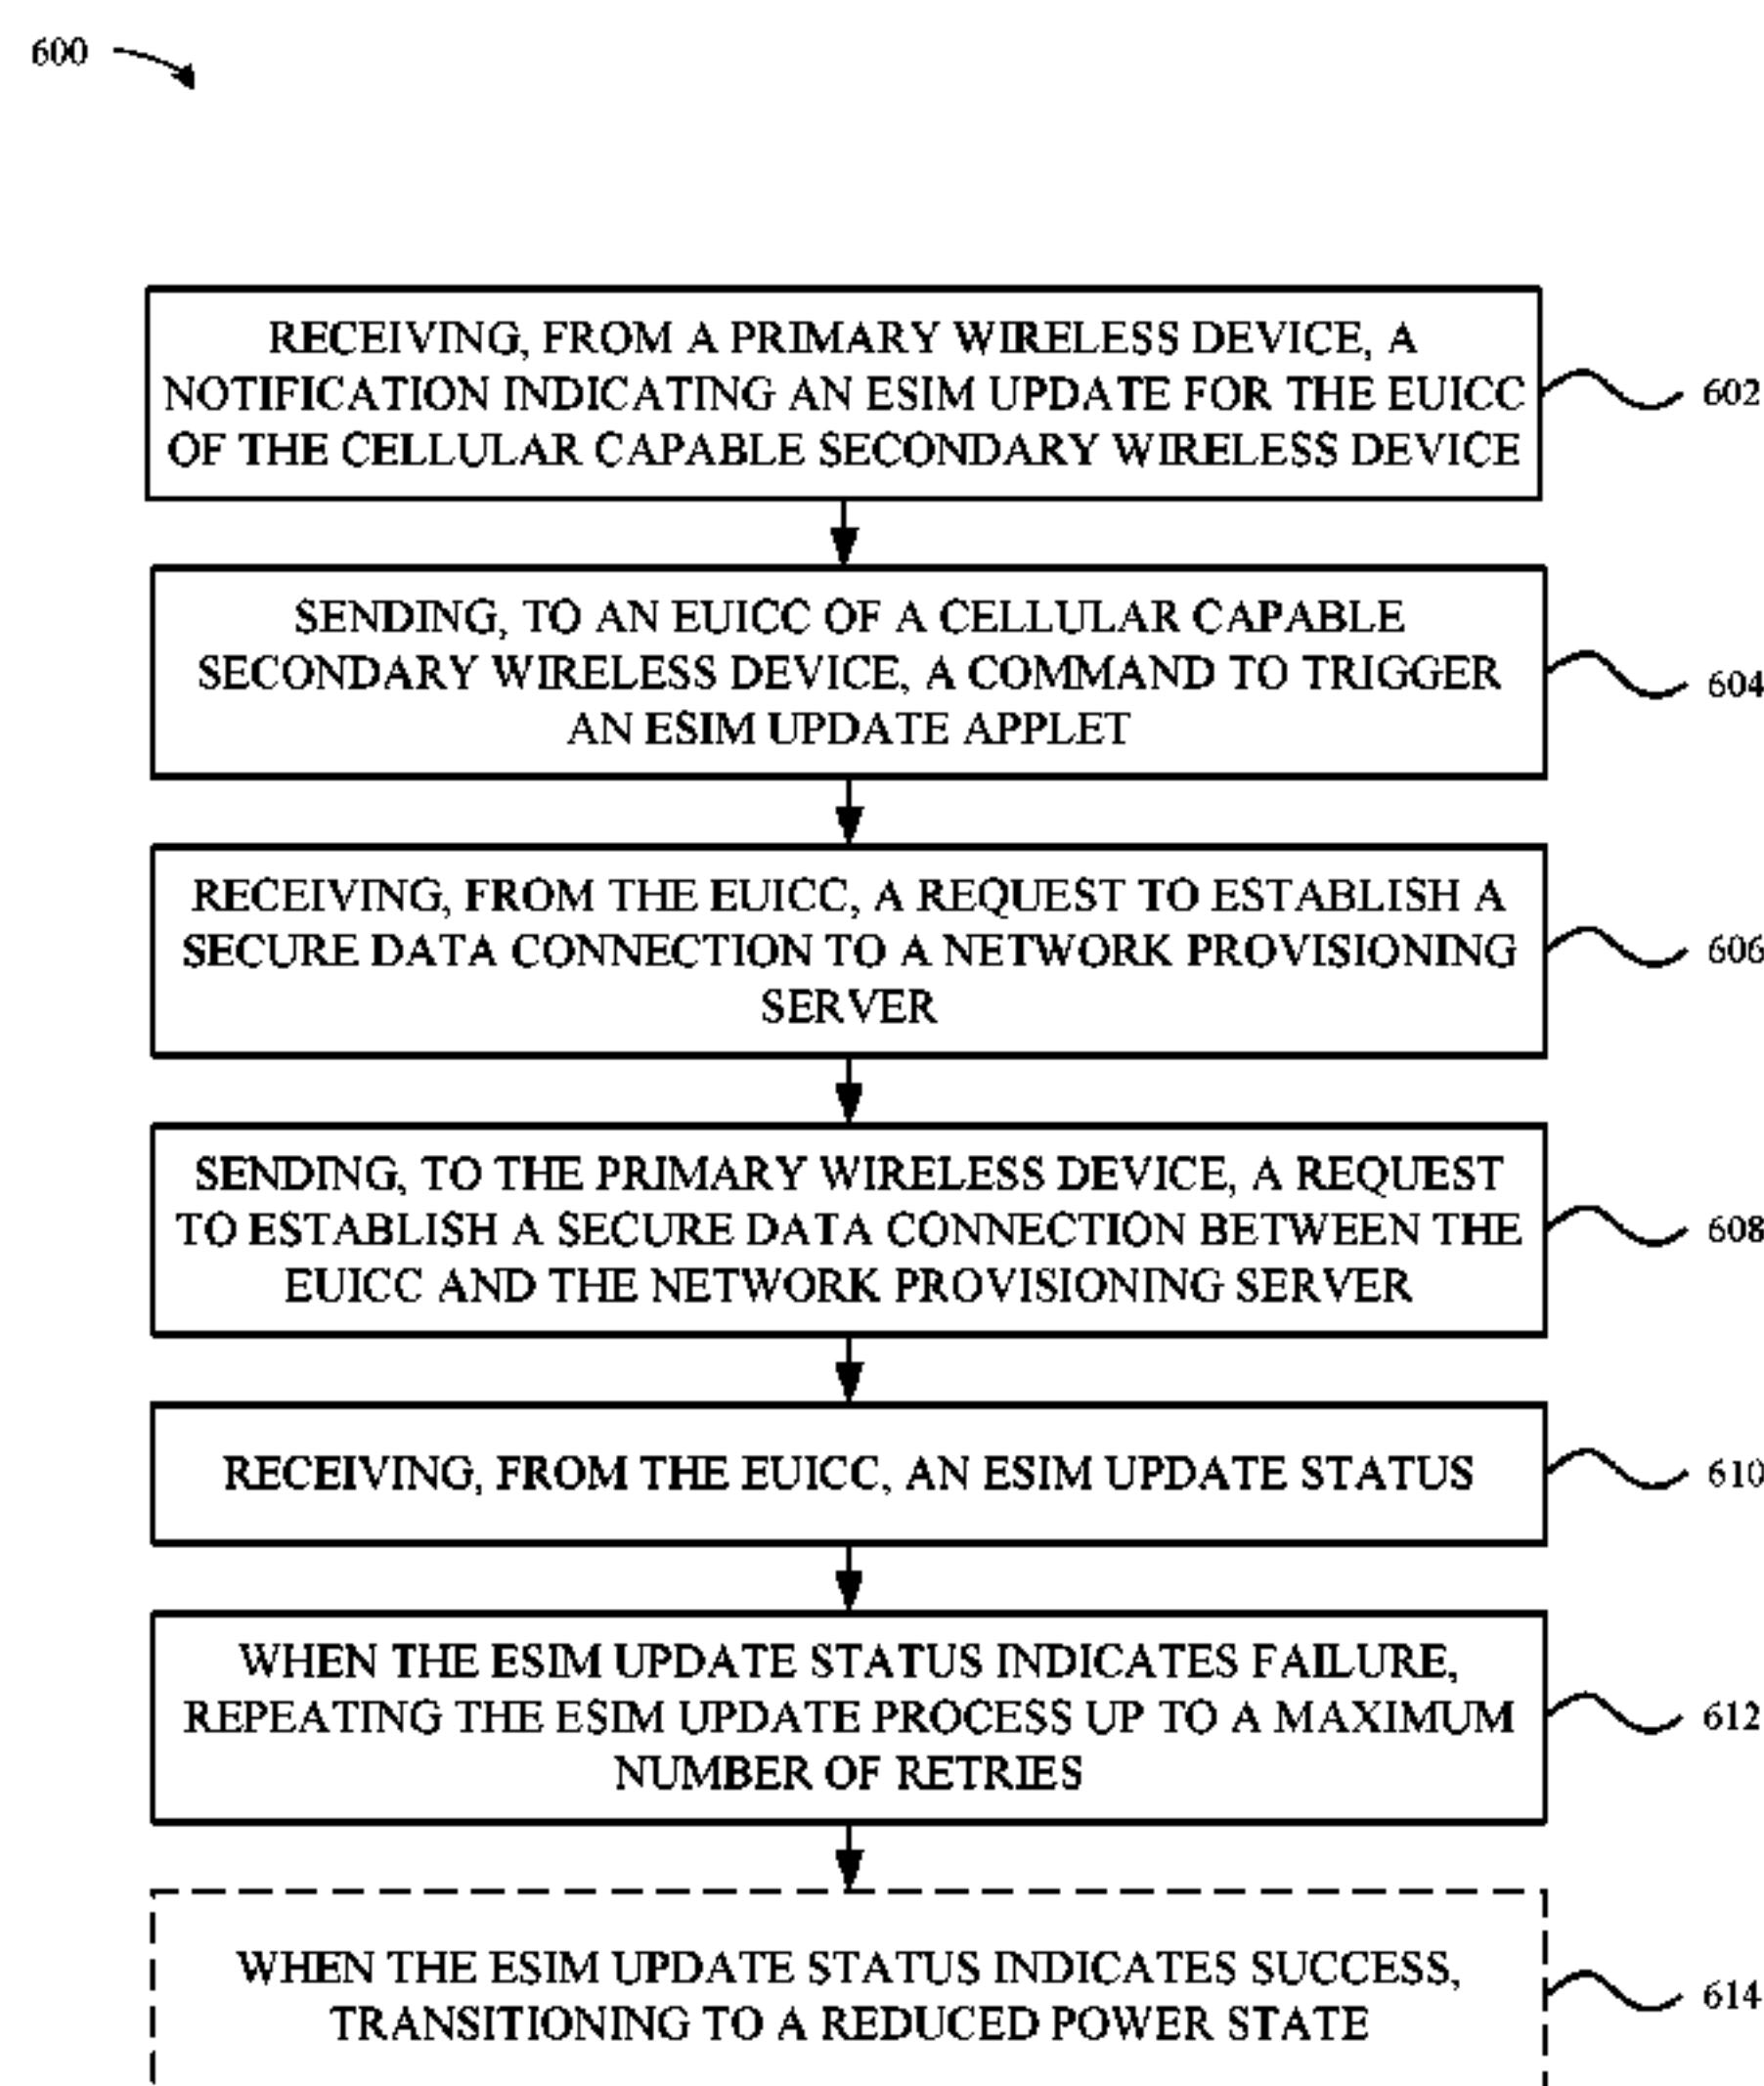 600
RECEIVING, FROM A PRIMARY WIRELESS DEVICE, A
NOTIFICATION INDICATING AN ESIM UPDATE FOR THE EUICC
OF THE CELLULAR CAPABLE SECONDARY WIRELESS DEVICE
602
SENDING, TO AN EUICC OF A CELLULAR CAPABLE
SECONDARY WIRELESS DEVICE, A COMMAND TO TRIGGER
AN ESIM UPDATE APPLET
604
RECEIVING, FROM THE EUICC, A REQUEST TO ESTABLISH A
SECURE DATA CONNECTION TO A NETWORK PROVISIONING
SERVER
606
SENDING, TO THE PRIMARY WIRELESS DEVICE, A REQUEST
TO ESTABLISH A SECURE DATA CONNECTION BETWEEN THE
EUICC AND THE NETWORK PROVISIONING SERVER
608
RECEIVING, FROM THE EUICC, AN ESIM UPDATE STATUS
610
WHEN THE ESIM UPDATE STATUS INDICATES FAILURE,
REPEATING THE ESIM UPDATE PROCESS UP TO A MAXIMUM
NUMBER OF RETRIES
612
WHEN THE ESIM UPDATE STATUS INDICATES SUCCESS,
TRANSITIONING TO A REDUCED POWER STATE
614